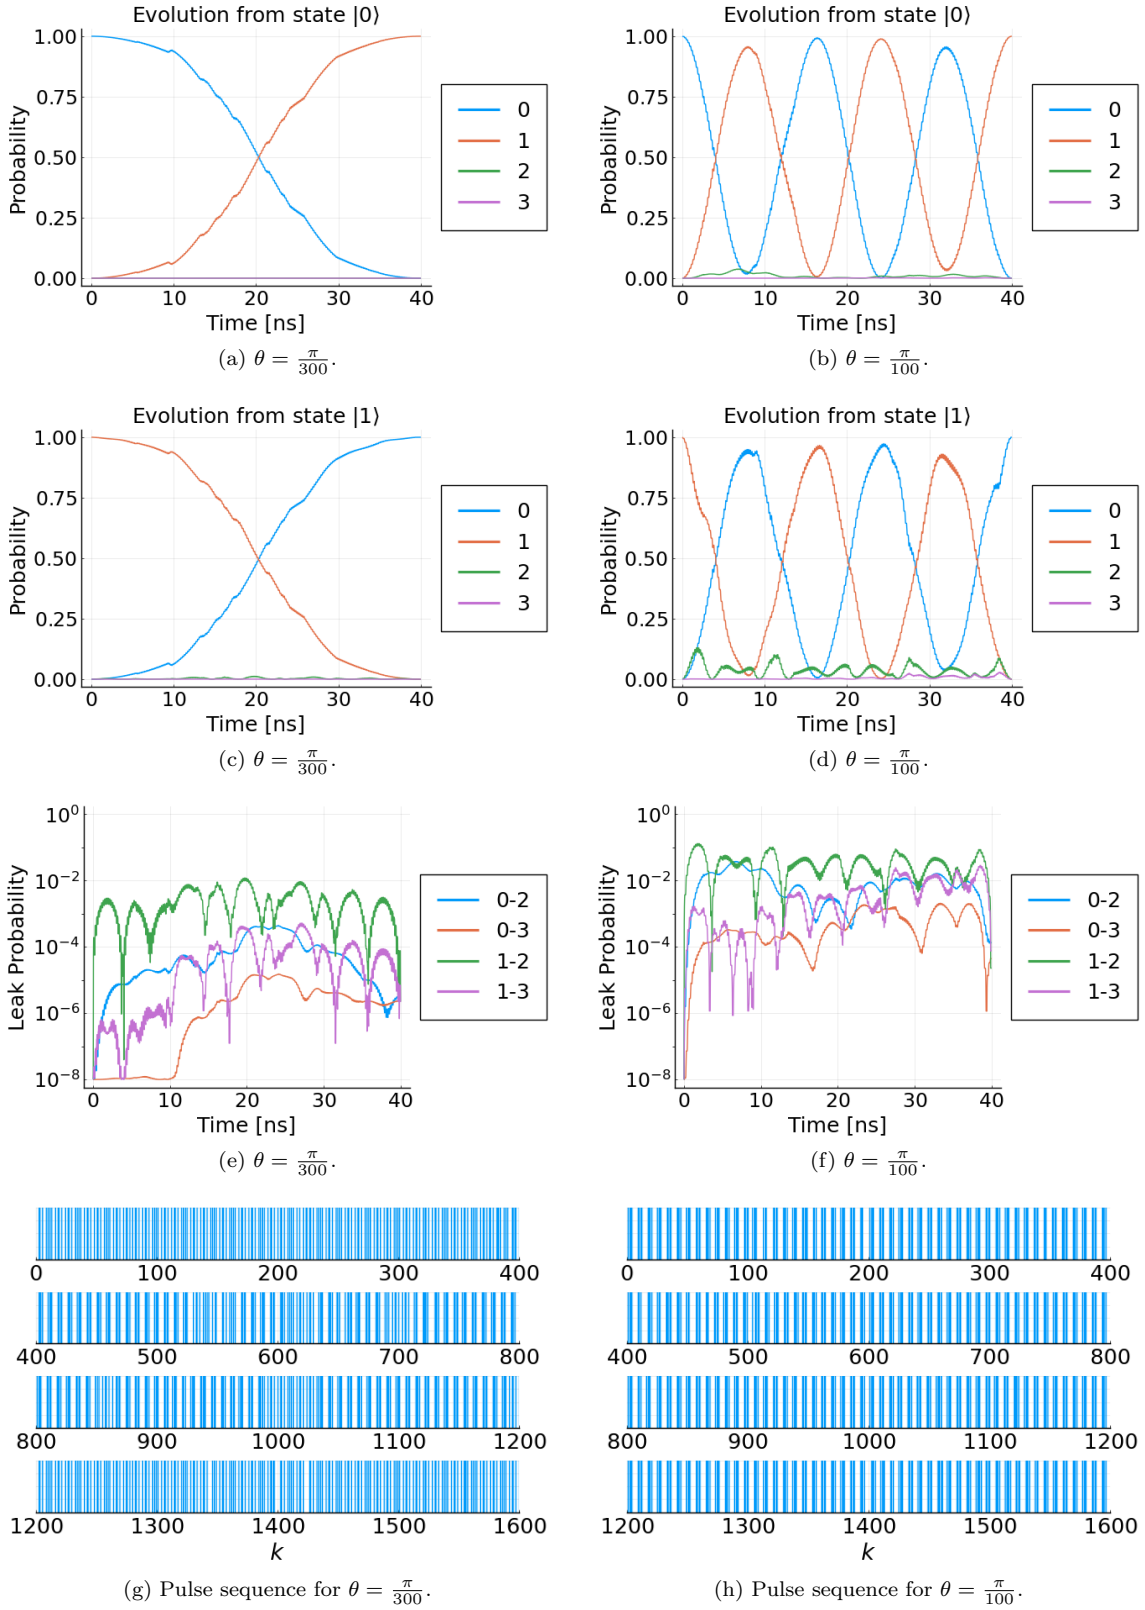 Evolution from state |0⟩
Probability
1.00
0.75
0.50
0.25
0.00
0 10 20 30 40
Time [ns]
0
1
2
3
(a) θ = π/300.
Evolution from state |0⟩
Probability
1.00
0.75
0.50
0.25
0.00
0 10 20 30 40
Time [ns]
0
1
2
3
(b) θ = π/100.
Evolution from state |1⟩
Probability
1.00
0.75
0.50
0.25
0.00
0 10 20 30 40
Time [ns]
0
1
2
3
(c) θ = π/300.
Evolution from state |1⟩
Probability
1.00
0.75
0.50
0.25
0.00
0 10 20 30 40
Time [ns]
0
1
2
3
(d) θ = π/100.
Leak Probability
10⁰
10⁻²
10⁻⁴
10⁻⁶
10⁻⁸
0 10 20 30 40
Time [ns]
0-2
0-3
1-2
1-3
(e) θ = π/300.
Leak Probability
10⁰
10⁻²
10⁻⁴
10⁻⁶
10⁻⁸
0 10 20 30 40
Time [ns]
0-2
0-3
1-2
1-3
(f) θ = π/100.
0 100 200 300 400
400 500 600 700 800
800 900 1000 1100 1200
1200 1300 1400 1500 1600
k
(g) Pulse sequence for θ = π/300.
0 100 200 300 400
400 500 600 700 800
800 900 1000 1100 1200
1200 1300 1400 1500 1600
k
(h) Pulse sequence for θ = π/100.